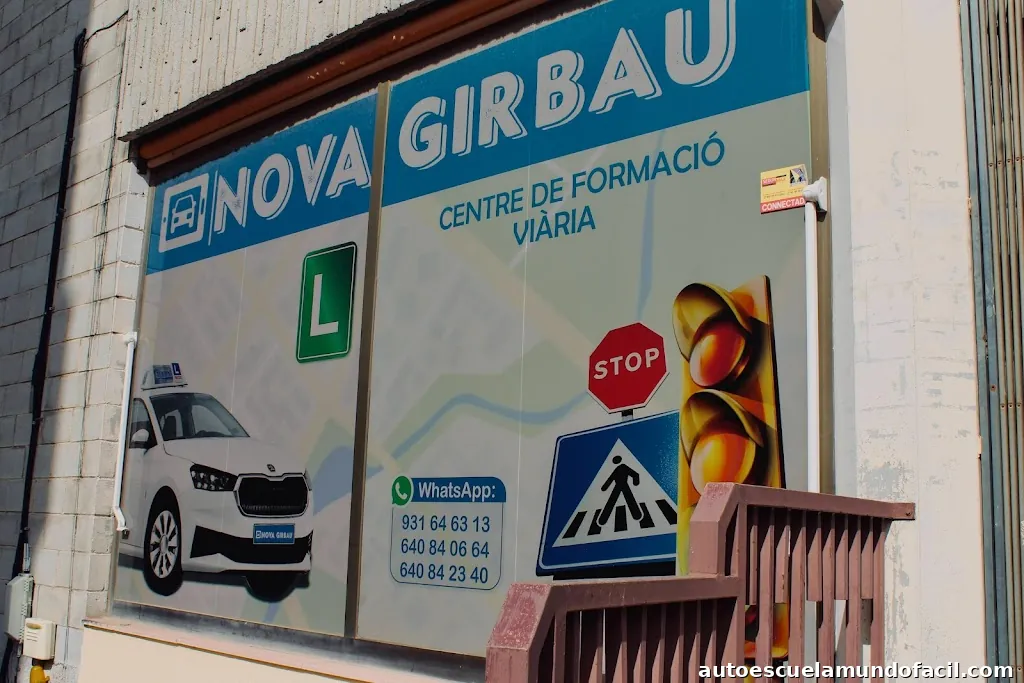 NOVA GIRBAU
CENTRE DE FORMACIÓ
VIÀRIA
CONNECTADA
L
STOP
L
WhatsApp:
931 64 63 13
640 84 06 64
640 84 23 40
NOVA GIRBAU
autoescuelamundofacil.com